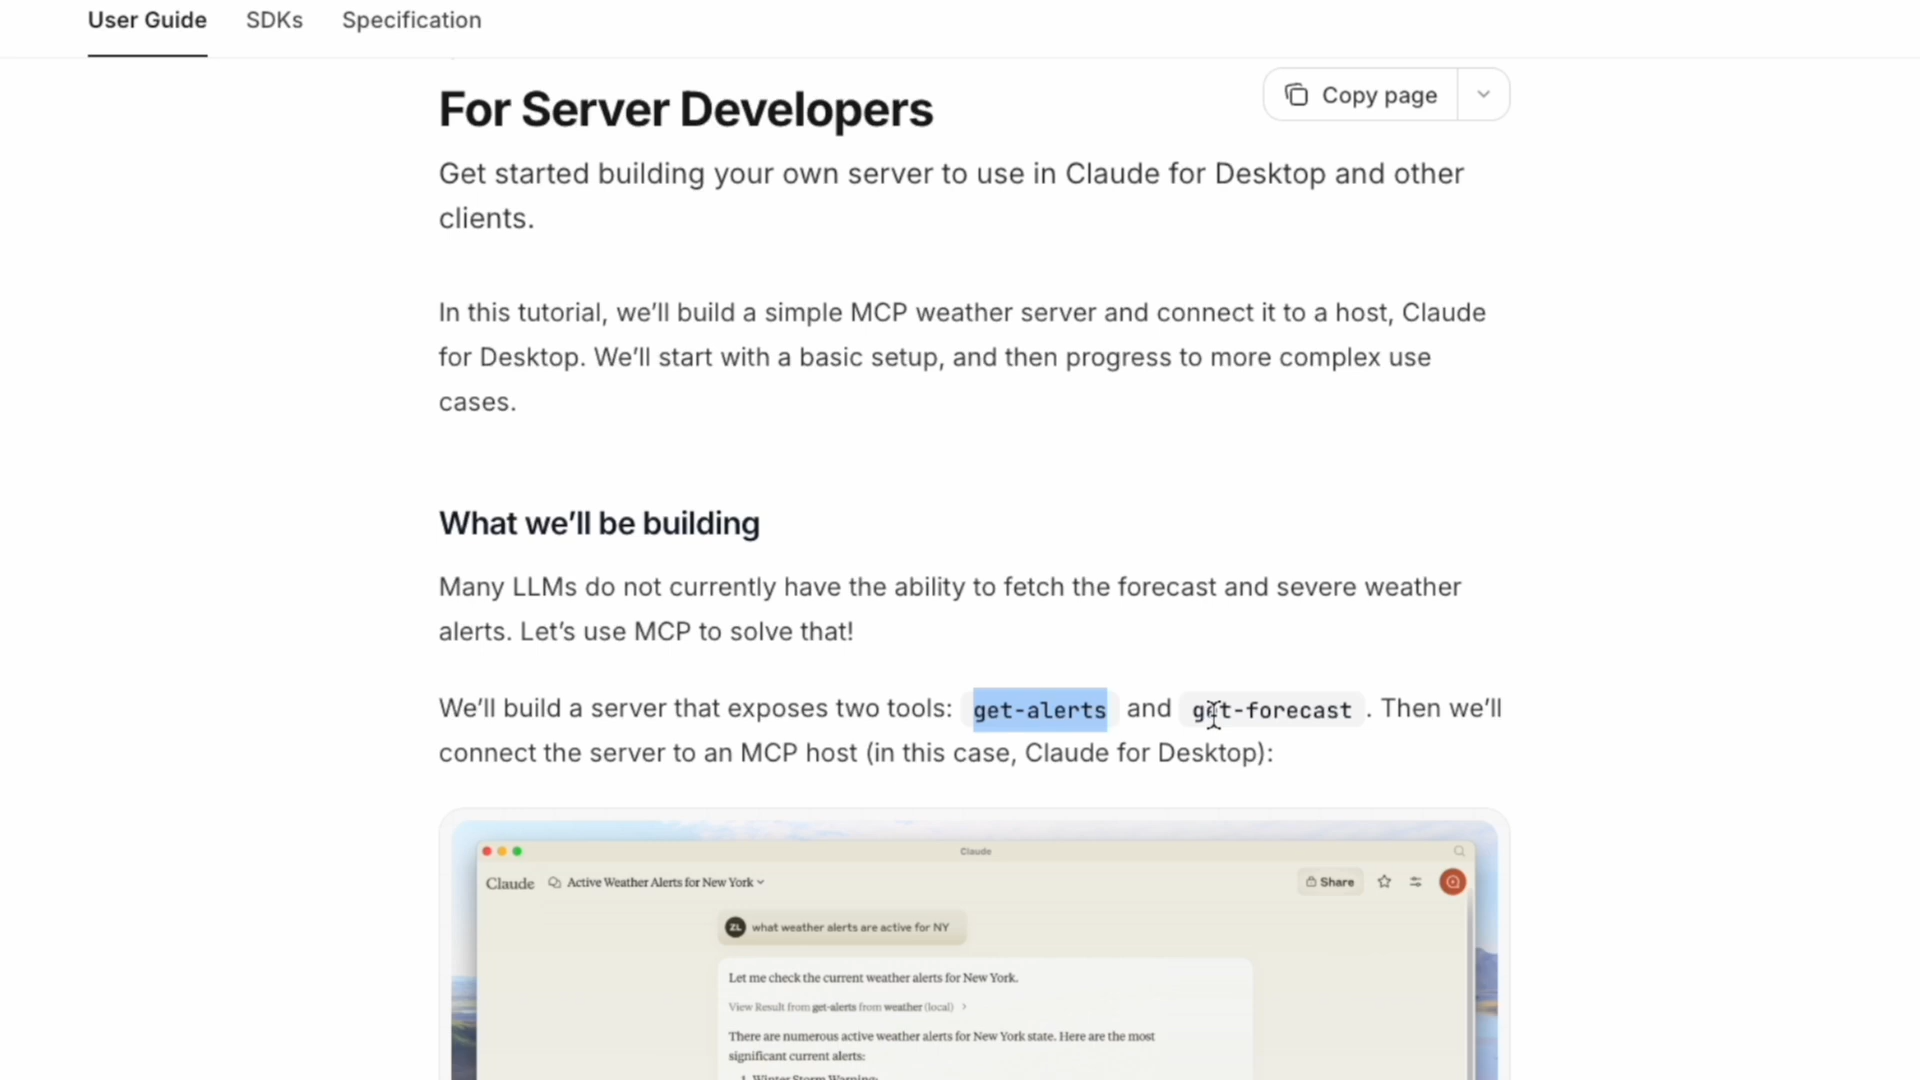 User Guide SDKs Specification
For Server Developers
Copy page
Get started building your own server to use in Claude for Desktop and other
clients.
In this tutorial, we’ll build a simple MCP weather server and connect it to a host, Claude
for Desktop. We’ll start with a basic setup, and then progress to more complex use
cases.
What we’ll be building
Many LLMs do not currently have the ability to fetch the forecast and severe weather
alerts. Let’s use MCP to solve that!
We’ll build a server that exposes two tools: get-alerts and get-forecast . Then we’ll
connect the server to an MCP host (in this case, Claude for Desktop):
Claude
Claude Active Weather Alerts for New York Share
ZL what weather alerts are active for NY
Let me check the current weather alerts for New York.
View Result from get-alerts from weather (local)
There are numerous active weather alerts for New York state. Here are the most
significant current alerts:
1. Winter Storm Warning: